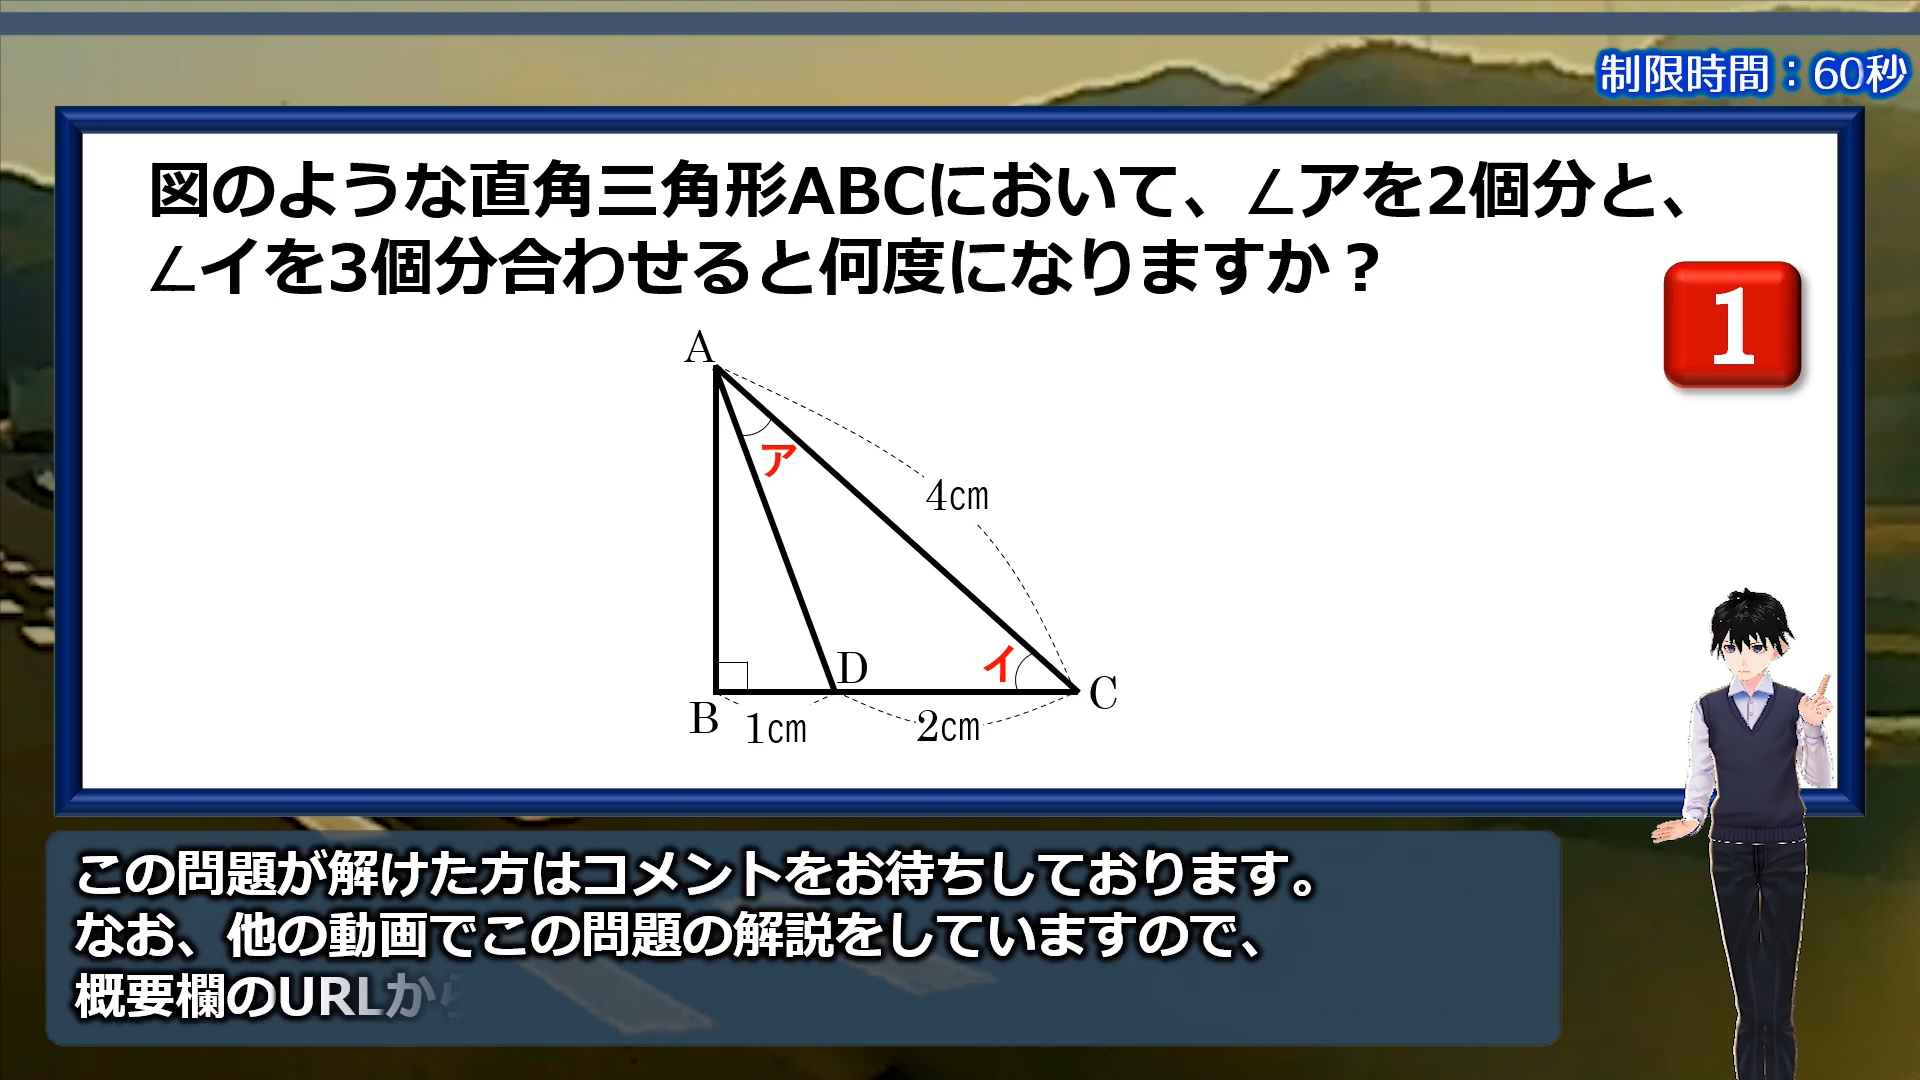 制限時間：60秒
図のような直角三角形ABCにおいて、∠アを2個分と、
∠イを3個分合わせると何度になりますか？
1
A
ア
4㎝
D
イ
C
B
1㎝
2㎝
この問題が解けた方はコメントをお待ちしております。
なお、他の動画でこの問題の解説をしていますので、
概要欄のURLから